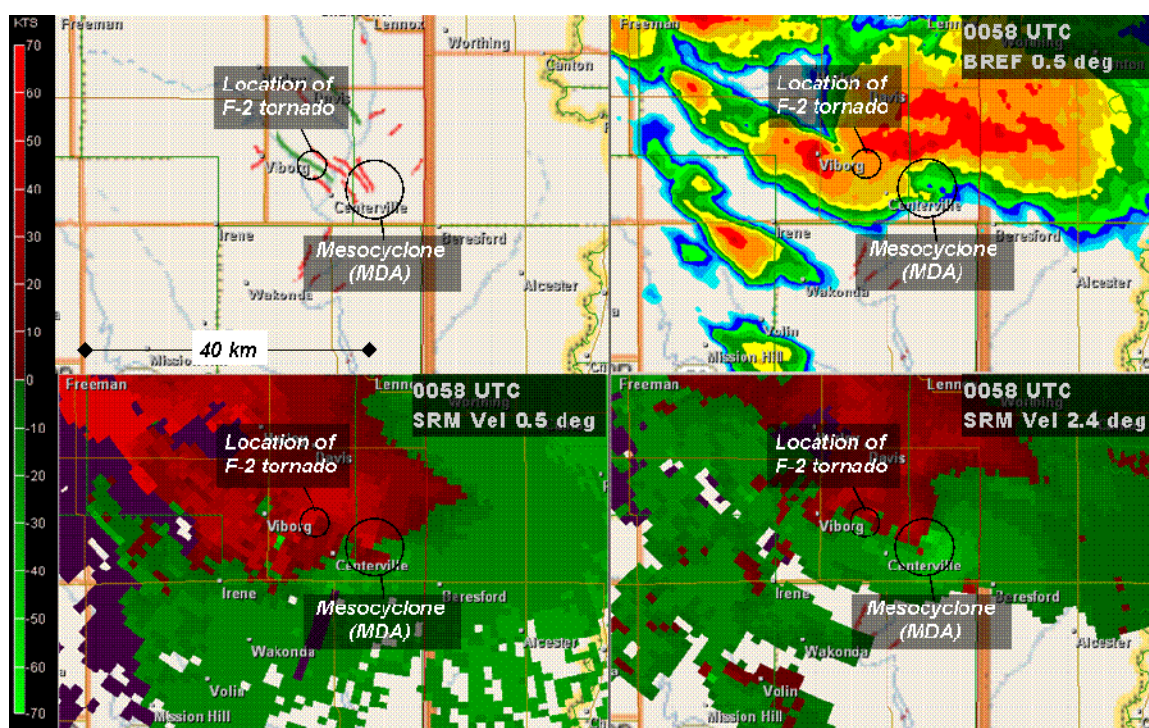 KTS
70
60
50
40
30
20
10
0
-10
-20
-30
-40
-50
-60
-70
Freeman
Lennox
Worthing
Canton
Location of
F-2 tornado
Davis
Viborg
Centerville
Irene
Beresford
Mesocyclone
(MDA)
Wakonda
Alcester
40 km
Mission Hill
Freeman
0058 UTC
BREF 0.5 deg
Location of
F-2 tornado
Davis
Viborg
Centerville
Irene
Beresford
Mesocyclone
(MDA)
Wakonda
Alcester
Volin
Mission Hill
Freeman
Lennox
0058 UTC
SRM Vel 0.5 deg
Worthing
Location of
F-2 tornado
Davis
Viborg
Centerville
Irene
Beresford
Mesocyclone
(MDA)
Wakonda
Alcester
Volin
Mission Hill
Freeman
0058 UTC
SRM Vel 2.4 deg
Location of
F-2 tornado
Davis
Viborg
Centerville
Irene
Beresford
Mesocyclone
(MDA)
Wakonda
Alcester
Volin
Mission Hill